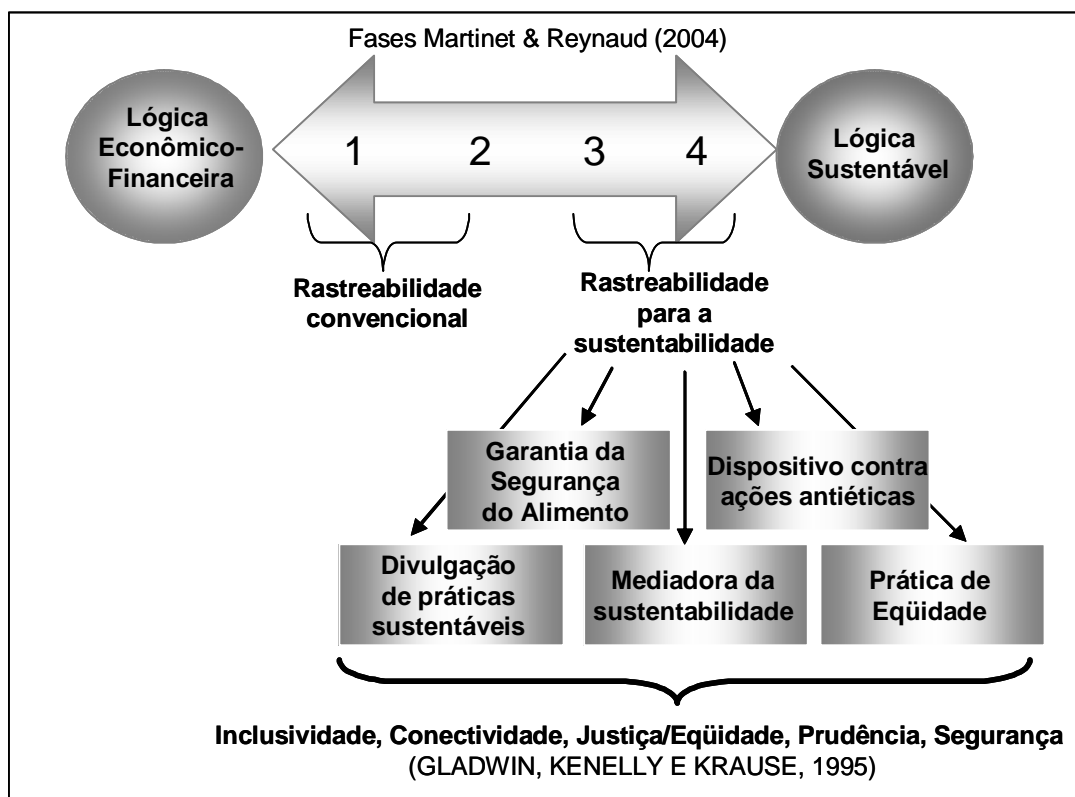 Fases Martinet & Reynaud (2004)
Lógica
Econômico-
Financeira
1 2 3 4
Lógica
Sustentável
Rastreabilidade
convencional
Rastreabilidade
para a
sustentabilidade
Garantia da
Segurança
do Alimento
Dispositivo contra
ações antiéticas
Divulgação
de práticas
sustentáveis
Mediadora da
sustentabilidade
Prática de
Eqüidade
Inclusividade, Conectividade, Justiça/Eqüidade, Prudência, Segurança
(GLADWIN, KENELLY E KRAUSE, 1995)